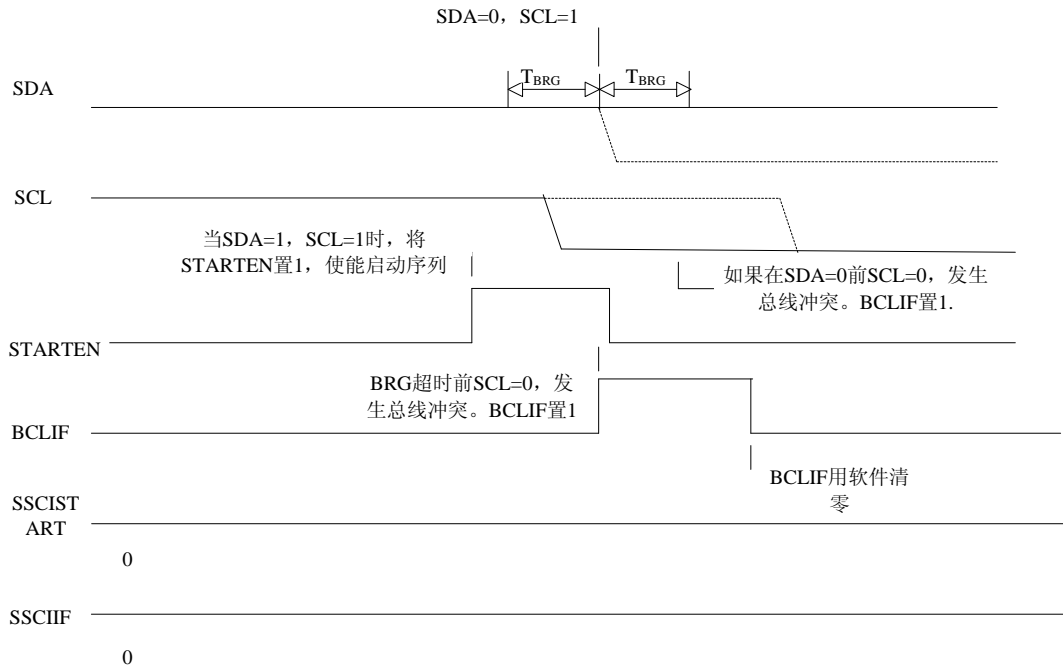 SDA=0，SCL=1
TBRG
TBRG
SDA
SCL
当SDA=1，SCL=1时，将
STARTEN置1，使能启动序列
如果在SDA=0前SCL=0，发生
总线冲突。BCLIF置1.
STARTEN
BRG超时前SCL=0，发
生总线冲突。BCLIF置1
BCLIF
BCLIF用软件清
零
SSCIST
ART
0
SSCIIF
0